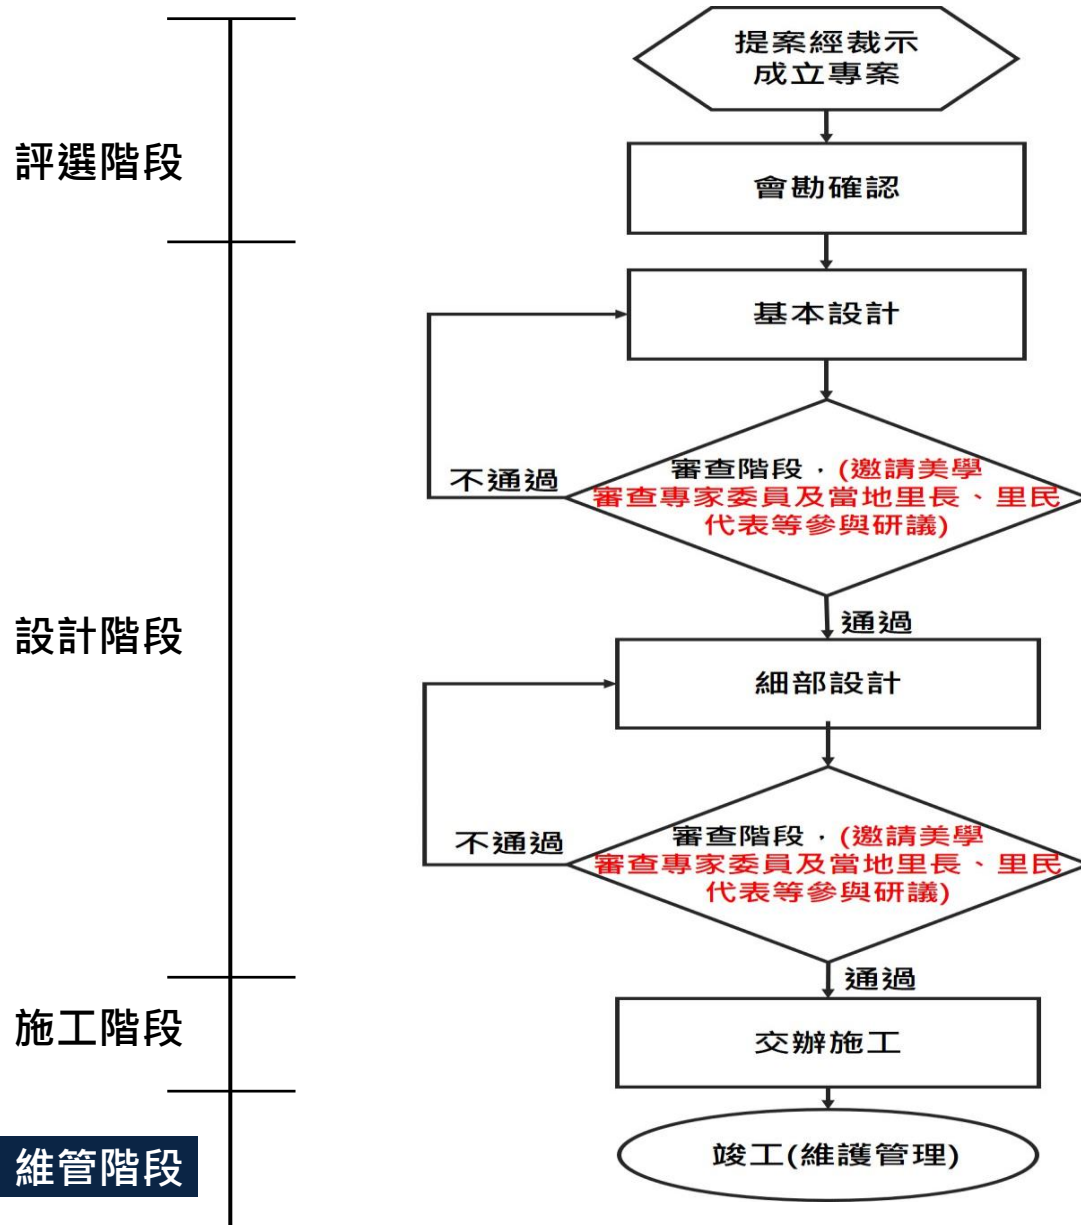 提案經裁示
成立專案
評選階段
會勘確認
基本設計
不通過
審查階段，(邀請美學
審查專家委員及當地里長、里民
代表等參與研議)
通過
設計階段
細部設計
不通過
審查階段，(邀請美學
審查專家委員及當地里長、里民
代表等參與研議)
通過
施工階段
交辦施工
維管階段
竣工(維護管理)